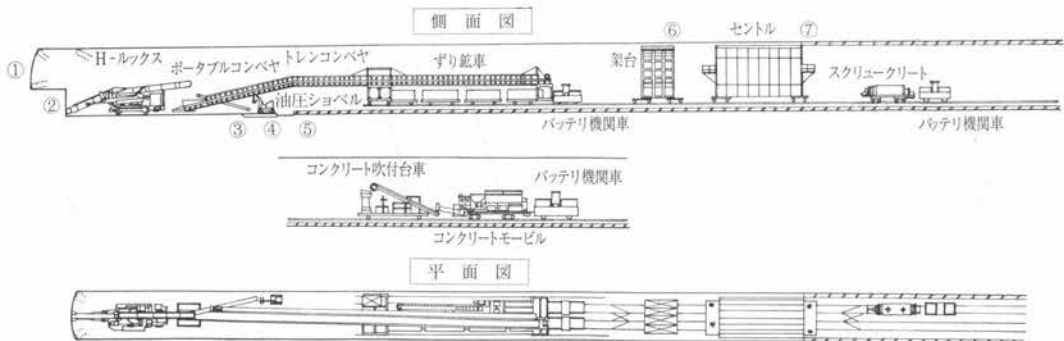 側面図
⑥ セントル ⑦
① H-ルックス トレンコンベヤ ずり鉱車 架台
ポータブルコンベヤ スクリュークリート
② 油圧ショベル
③ ④ ⑤ バッテリ機関車 バッテリ機関車
コンクリート吹付台車 バッテリ機関車
コンクリートモービル
平面図